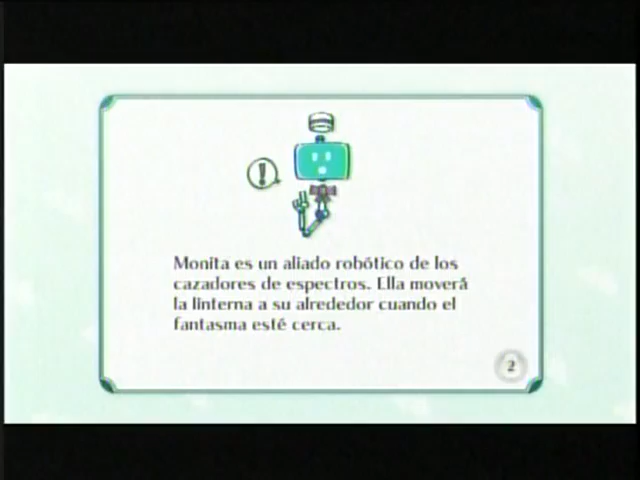 !
Monita es un aliado robótico de los
cazadores de espectros. Ella moverá
la linterna a su alrededor cuando el
fantasma esté cerca.
2